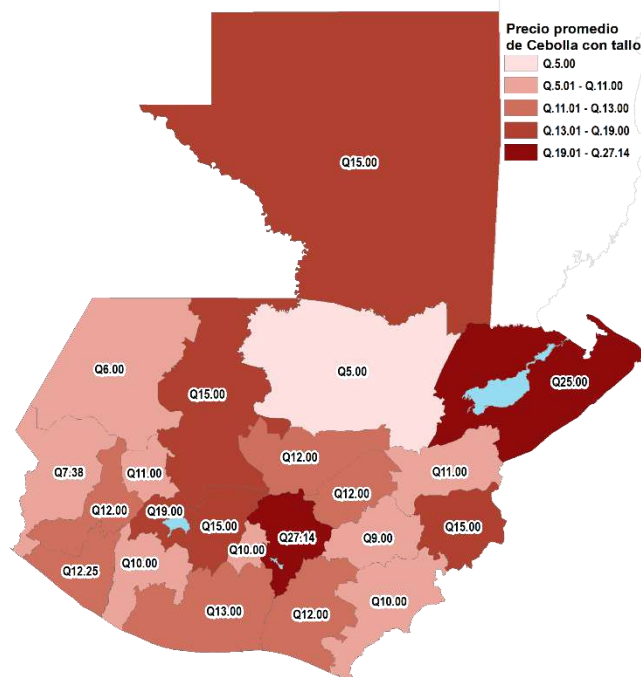 Precio promedio
de Cebolla con tallo
Q.5.00
Q.5.01 - Q.11.00
Q.11.01 - Q.13.00
Q.13.01 - Q.19.00
Q.19.01 - Q.27.14
Q15.00
Q6.00
Q15.00
Q5.00
Q25.00
Q7.38
Q11.00
Q12.00
Q11.00
Q12.00
Q19.00
Q12.00
Q15.00
Q27:14
Q9.00
Q15.00
Q12.25
Q10.00
Q10.00
Q13.00
Q12.00
Q10.00